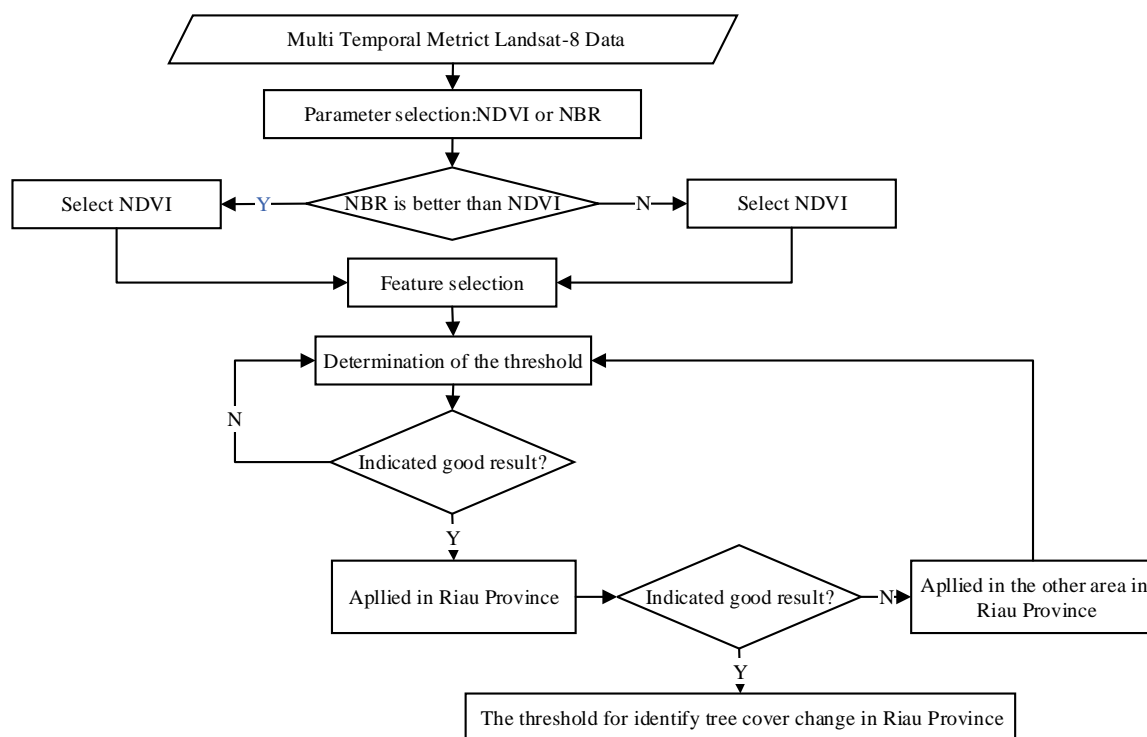 Multi Temporal Metrict Landsat-8 Data
Parameter selection:NDVI or NBR
Select NDVI
Y
NBR is better than NDVI
N
Select NDVI
Feature selection
Determination of the threshold
N
Indicated good result?
Y
Apllied in Riau Province
Indicated good result?
N
Apllied in the other area in
Riau Province
Y
The threshold for identify tree cover change in Riau Province